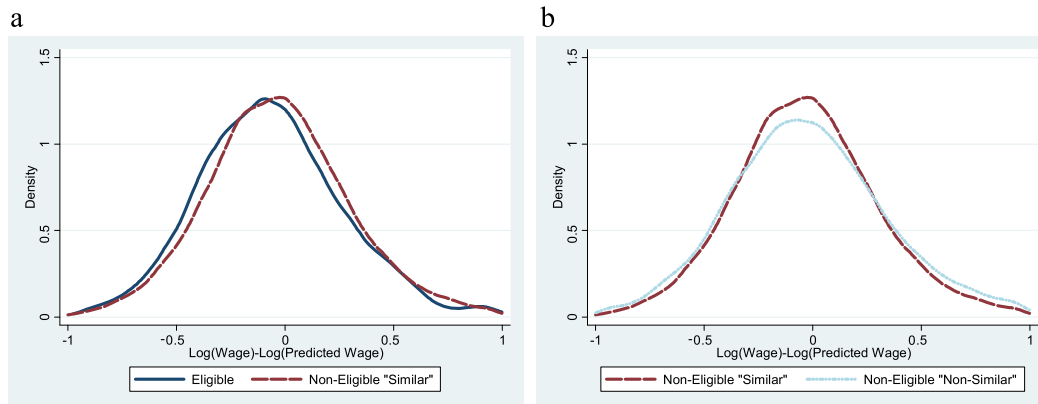 a
b
1.5
1
0.5
0
Density
-1
-0.5
0
0.5
1
Log(Wage)-Log(Predicted Wage)
Eligible
Non-Eligible "Similar"
1.5
1
0.5
0
Density
-1
-0.5
0
0.5
1
Log(Wage)-Log(Predicted Wage)
Non-Eligible "Similar"
Non-Eligible "Non-Similar"